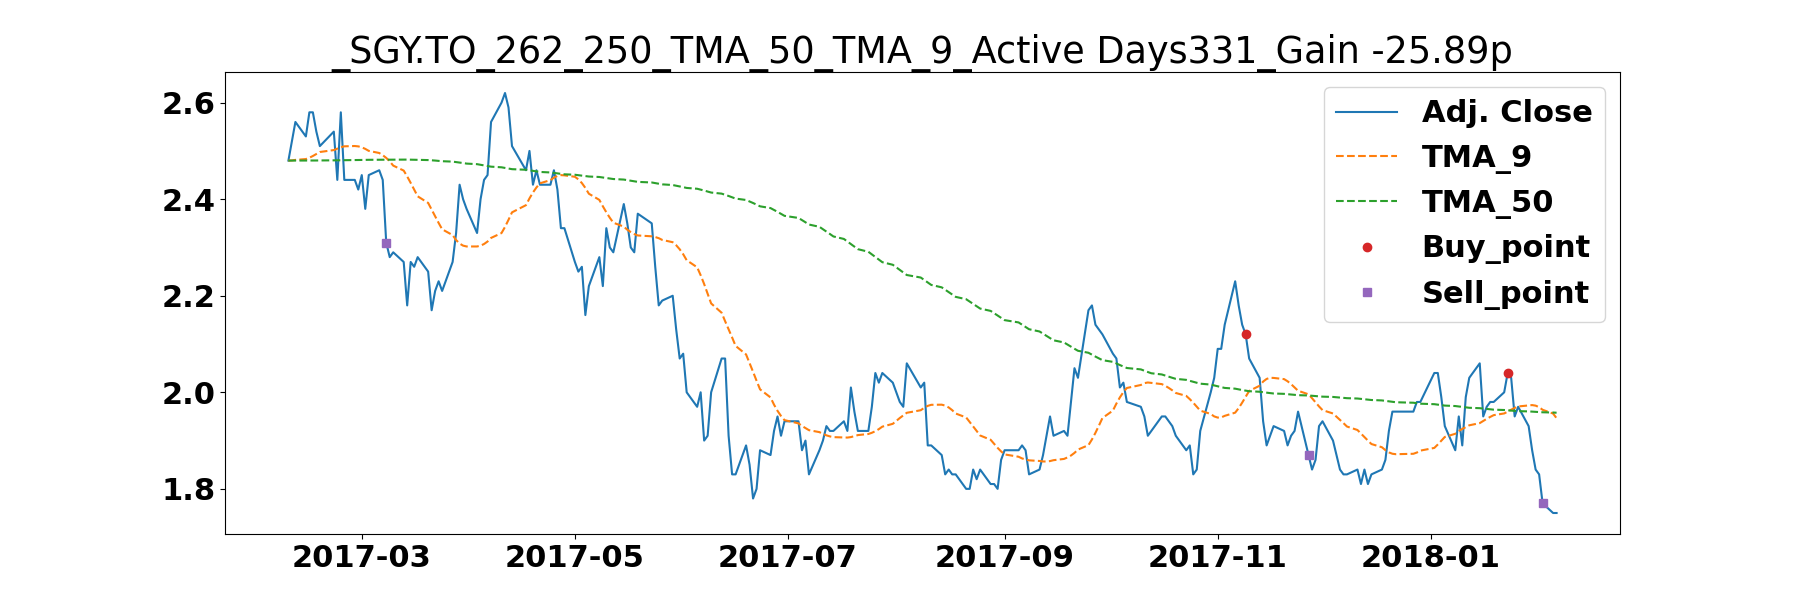 _SGY.TO_262_250_TMA_50_TMA_9_Active Days331_Gain -25.89p
2.6
2.4
2.2
2.0
1.8
Adj. Close
TMA_9
TMA_50
Buy_point
Sell_point
2017-03 2017-05 2017-07 2017-09 2017-11 2018-01